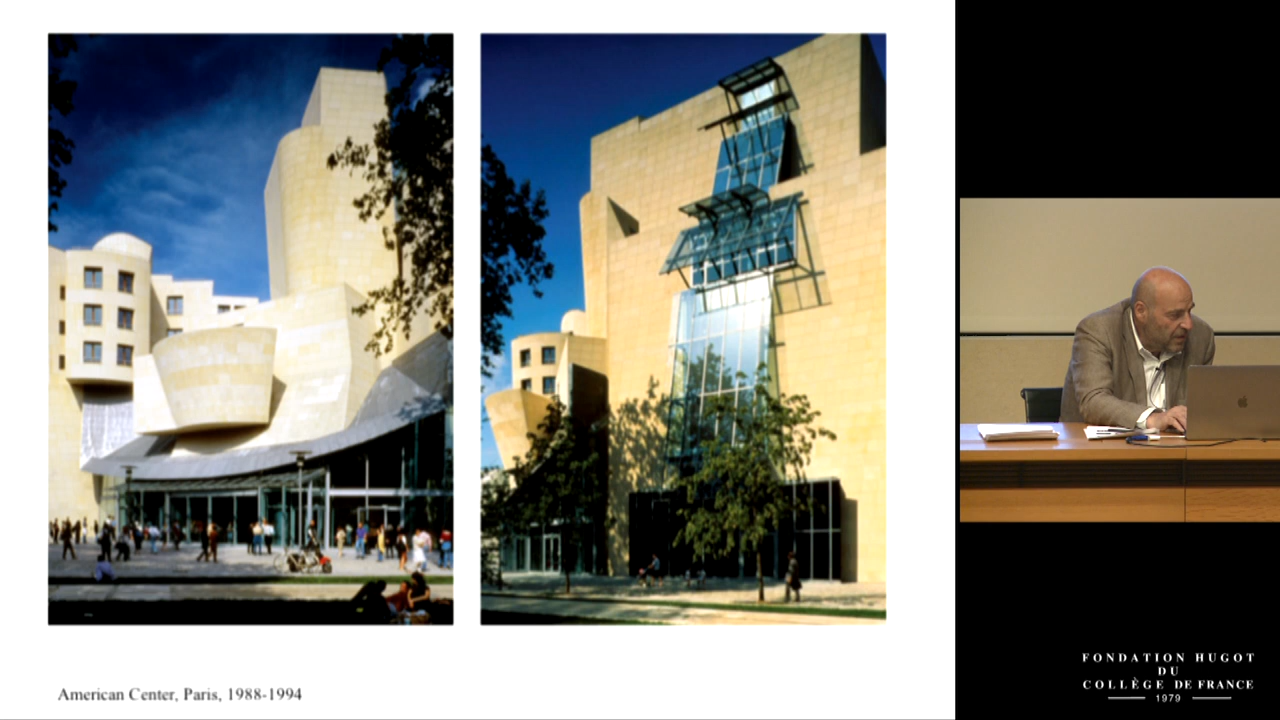 American Center, Paris, 1988-1994
FONDATION HUGOT
DU
COLLÈGE DE FRANCE
1979